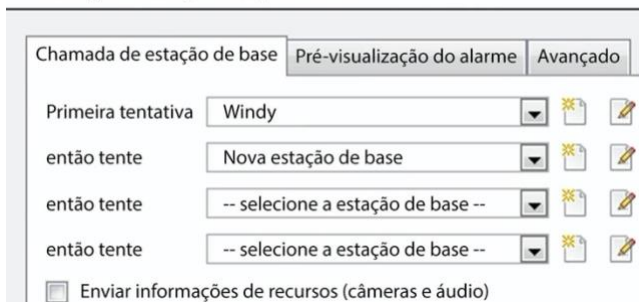 Chamada de estação de base Pré-visualização do alarme Avançado
Primeira tentativa Windy
então tente Nova estação de base
então tente -- selecione a estação de base --
então tente -- selecione a estação de base --
Enviar informações de recursos (câmeras e áudio)